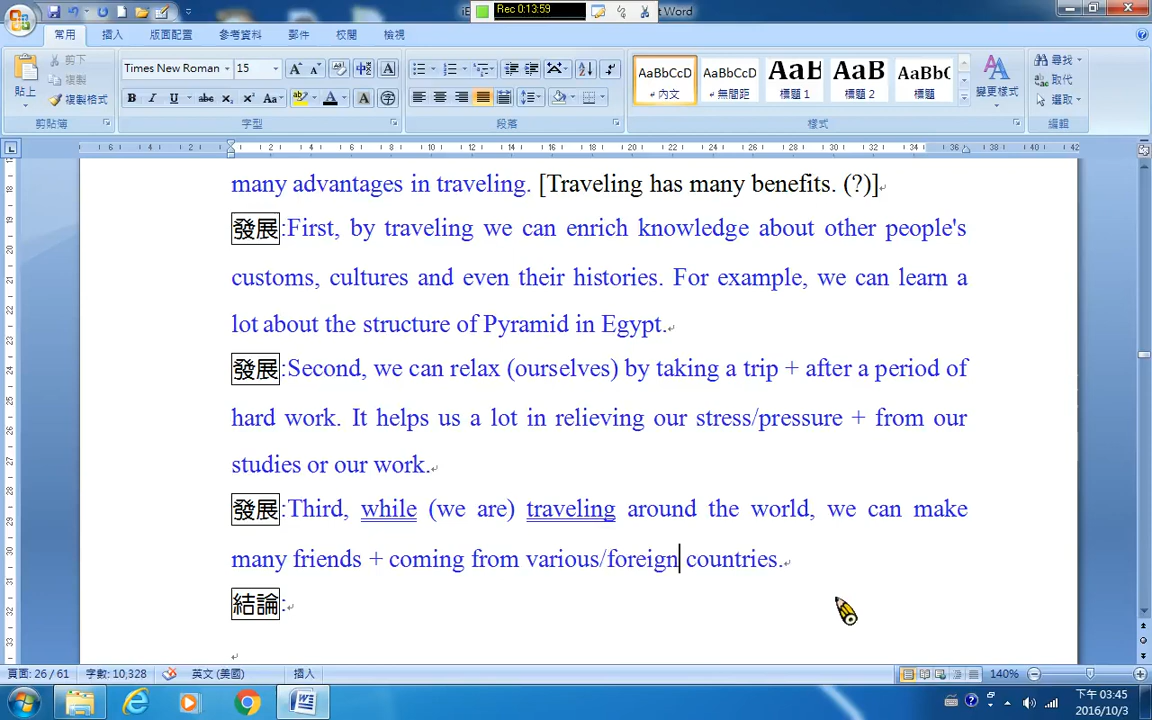 Rec 0:13:59
t Word
常用 插入 版面配置 參考資料 郵件 校閱 檢視
貼上 剪下 複製 複製格式 剪貼簿
Times New Roman 15 字型
段落
AaBbCcD 內文 AaBbCcD 無間距 AaB 標題 1 AaB 標題 2 AaBbC 標題 變更樣式 樣式
尋找 取代 選取 編輯
many advantages in traveling. [Traveling has many benefits. (?)]
發展:First, by traveling we can enrich knowledge about other people's
customs, cultures and even their histories. For example, we can learn a
lot about the structure of Pyramid in Egypt.
發展:Second, we can relax (ourselves) by taking a trip + after a period of
hard work. It helps us a lot in relieving our stress/pressure + from our
studies or our work.
發展:Third, while (we are) traveling around the world, we can make
many friends + coming from various/foreign countries.
結論:
頁面: 26 / 61 字數: 10,328 英文 (美國) 插入 140%
下午 03:45
2016/10/3